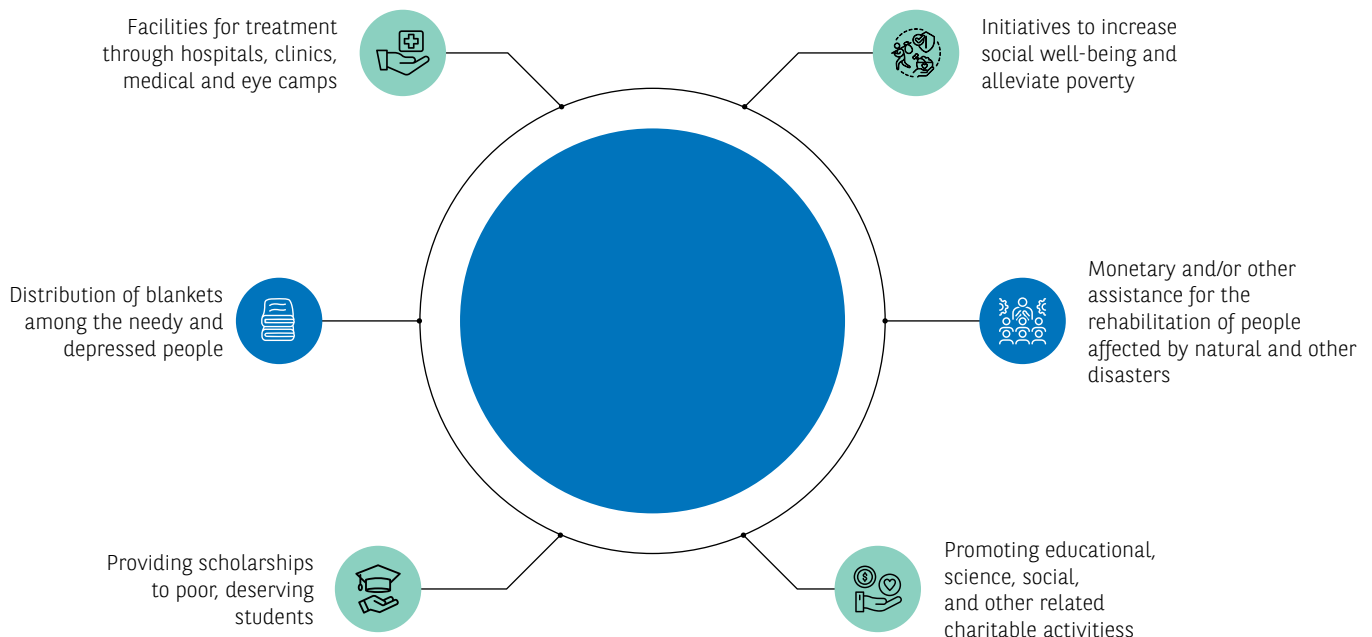 Facilities for treatment
through hospitals, clinics,
medical and eye camps
Initiatives to increase
social well-being and
alleviate poverty
Distribution of blankets
among the needy and
depressed people
Monetary and/or other
assistance for the
rehabilitation of people
affected by natural and other
disasters
Providing scholarships
to poor, deserving
students
Promoting educational,
science, social,
and other related
charitable activitiess